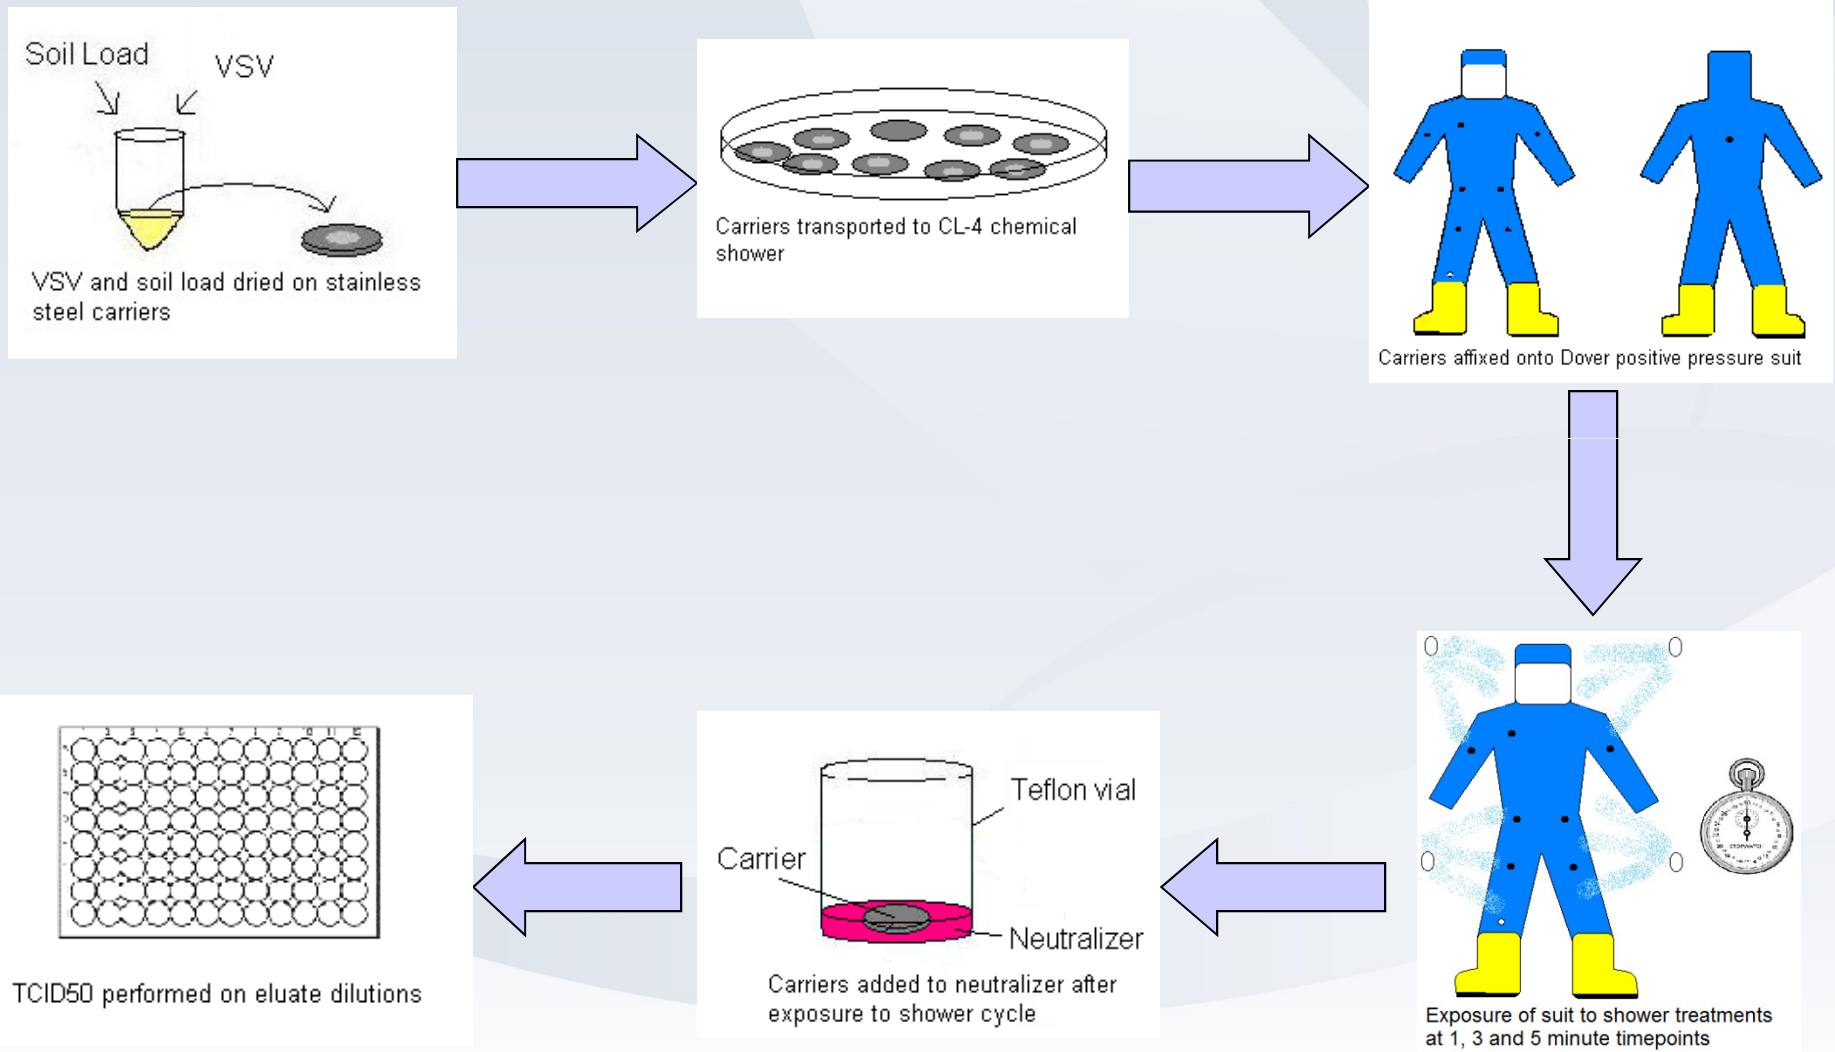 Soil Load
VSV
VSV and soil load dried on stainless
steel carriers
Carriers transported to CL-4 chemical
shower
Carriers affixed onto Dover positive pressure suit
Exposure of suit to shower treatments
at 1, 3 and 5 minute timepoints
Teflon vial
Carrier
Neutralizer
Carriers added to neutralizer after
exposure to shower cycle
TCID50 performed on eluate dilutions